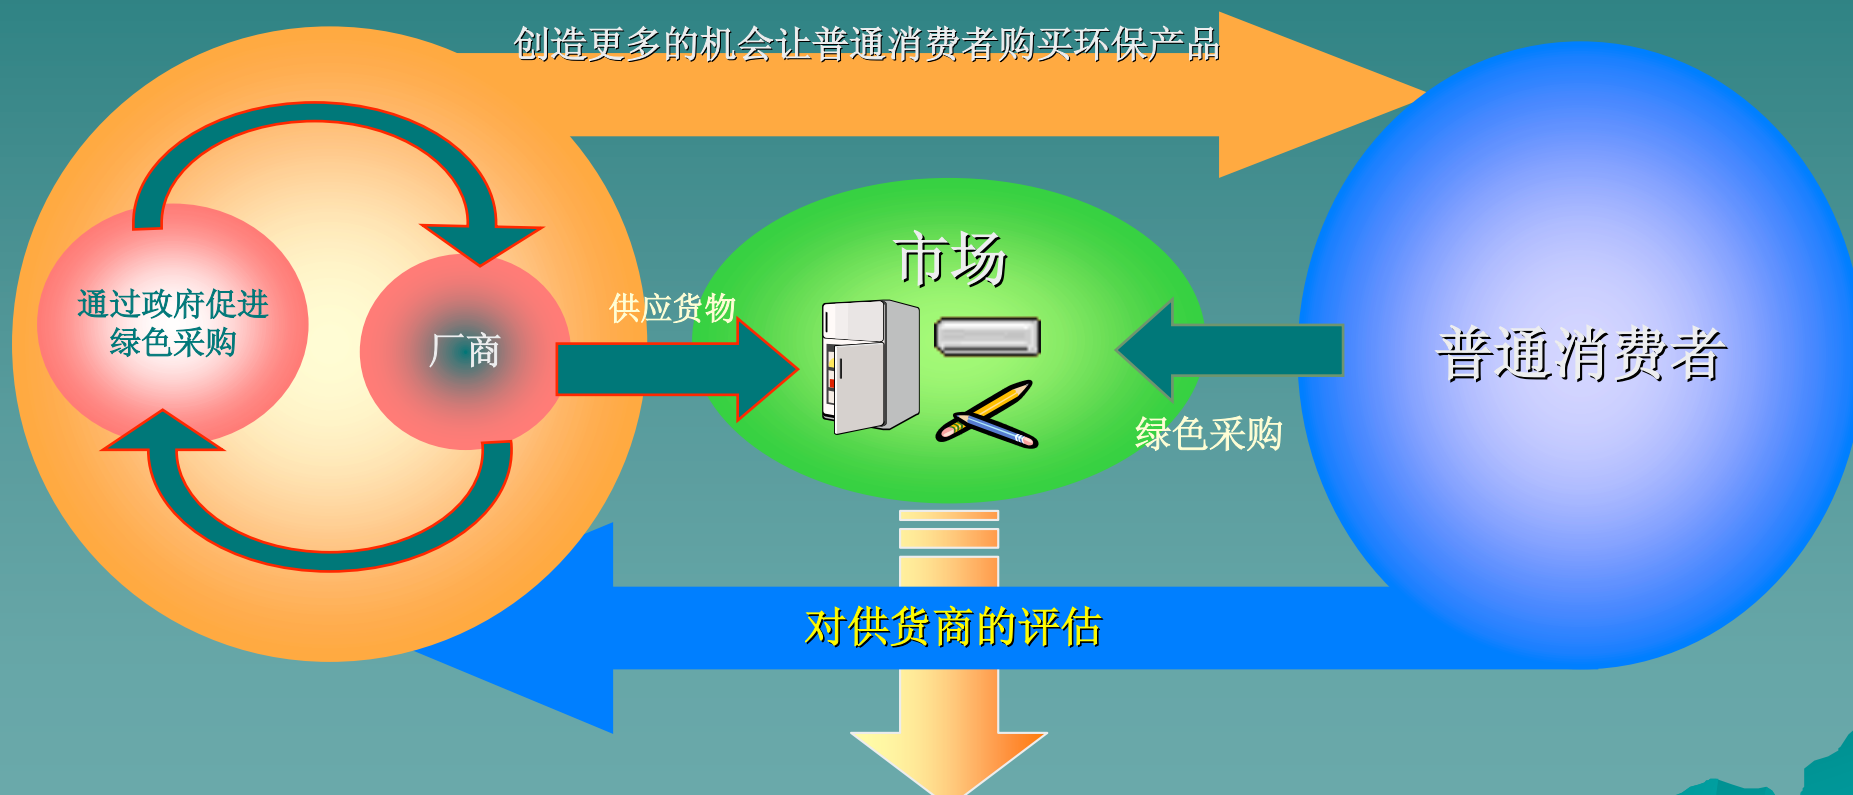 创造更多的机会让普通消费者购买环保产品
市场
通过政府促进
绿色采购
厂商
供应货物
普通消费者
绿色采购
对供货商的评估